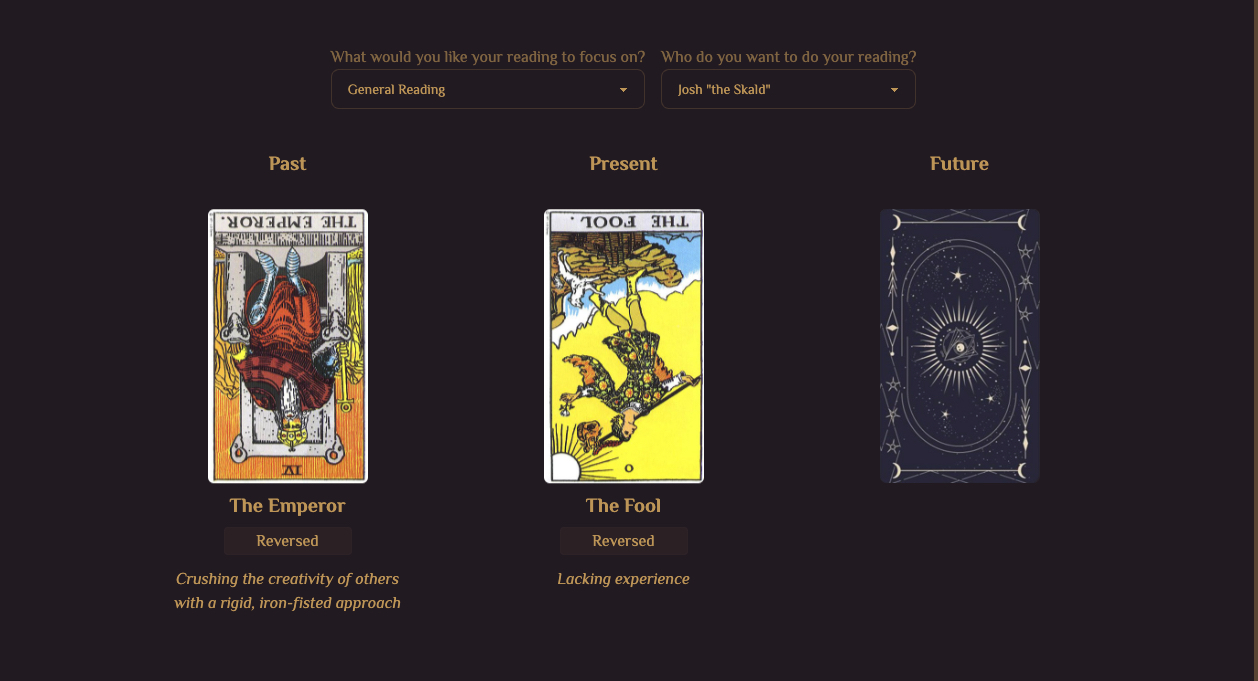 What would you like your reading to focus on?
Who do you want to do your reading?
General Reading
Josh "the Skald"
Past
Present
Future
THE EMPEROR.
THE FOOL.
IV
0
The Emperor
The Fool
Reversed
Reversed
Crushing the creativity of others
with a rigid, iron-fisted approach
Lacking experience